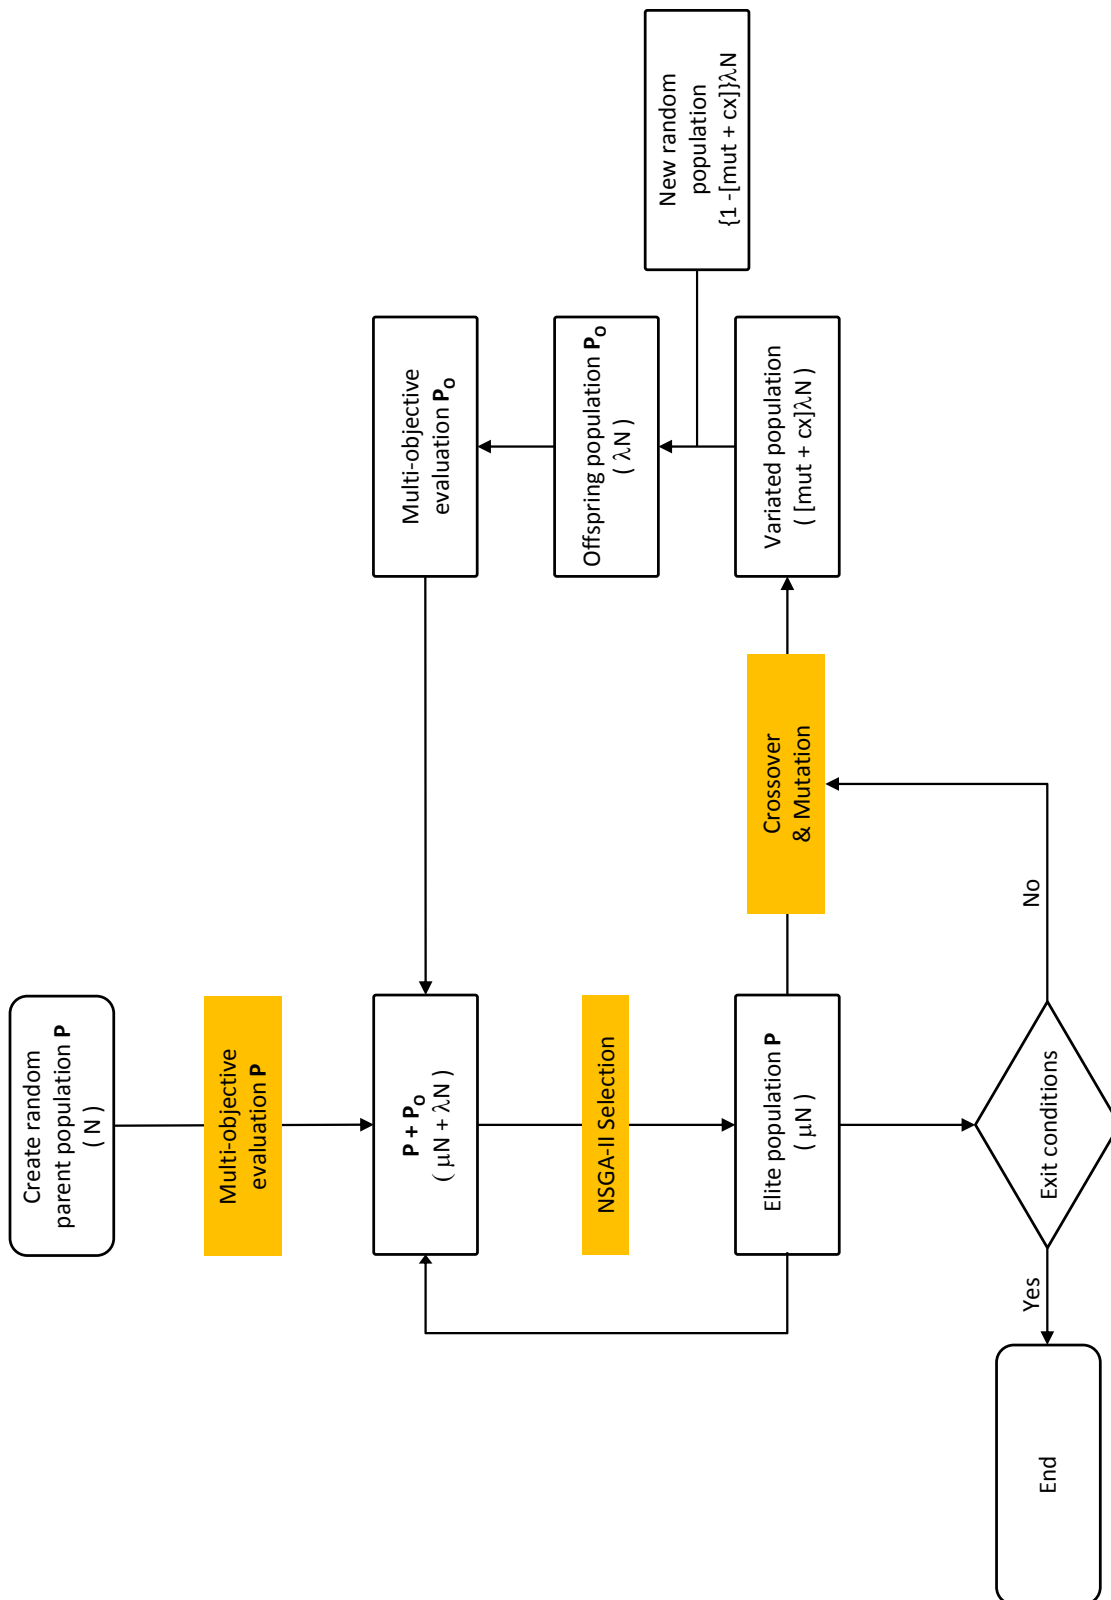 Create random
parent population P
( N )
Multi-objective
evaluation P
P + PO
( μN + λN )
NSGA-II Selection
Elite population P
( μN )
Exit conditions
Yes
End
No
Crossover
& Mutation
Variated population
( [mut + cx]λN )
New random
population
{1 -[mut + cx]}λN
Offspring population PO
( λN )
Multi-objective
evaluation PO